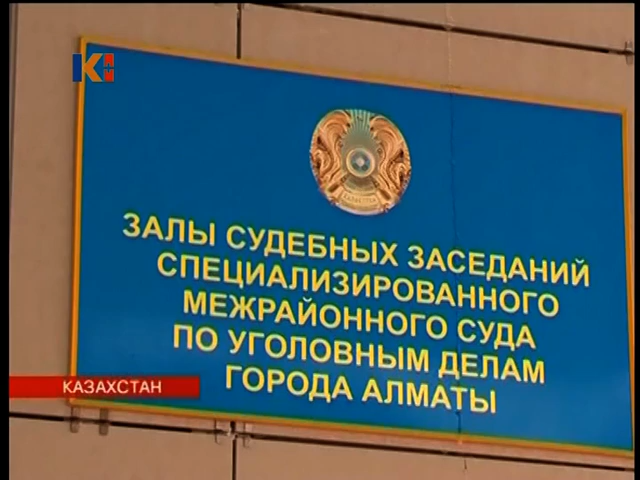 К+
ЗАЛЫ СУДЕБНЫХ ЗАСЕДАНИЙ
СПЕЦИАЛИЗИРОВАННОГО
МЕЖРАЙОННОГО СУДА
ПО УГОЛОВНЫМ ДЕЛАМ
ГОРОДА АЛМАТЫ
КАЗАХСТАН